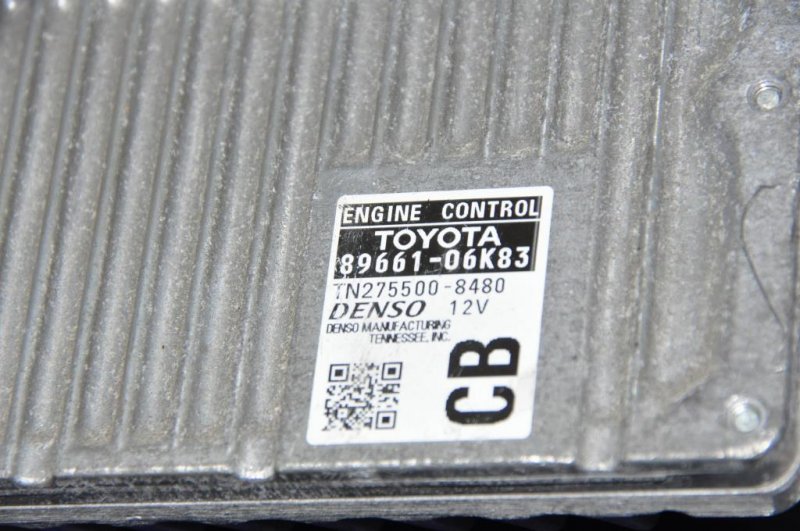 ENGINE CONTROL
TOYOTA
89661-06K83
TN275500-8480
DENSO 12V
DENSO MANUFACTURING
TENNESSEE, INC.
CB